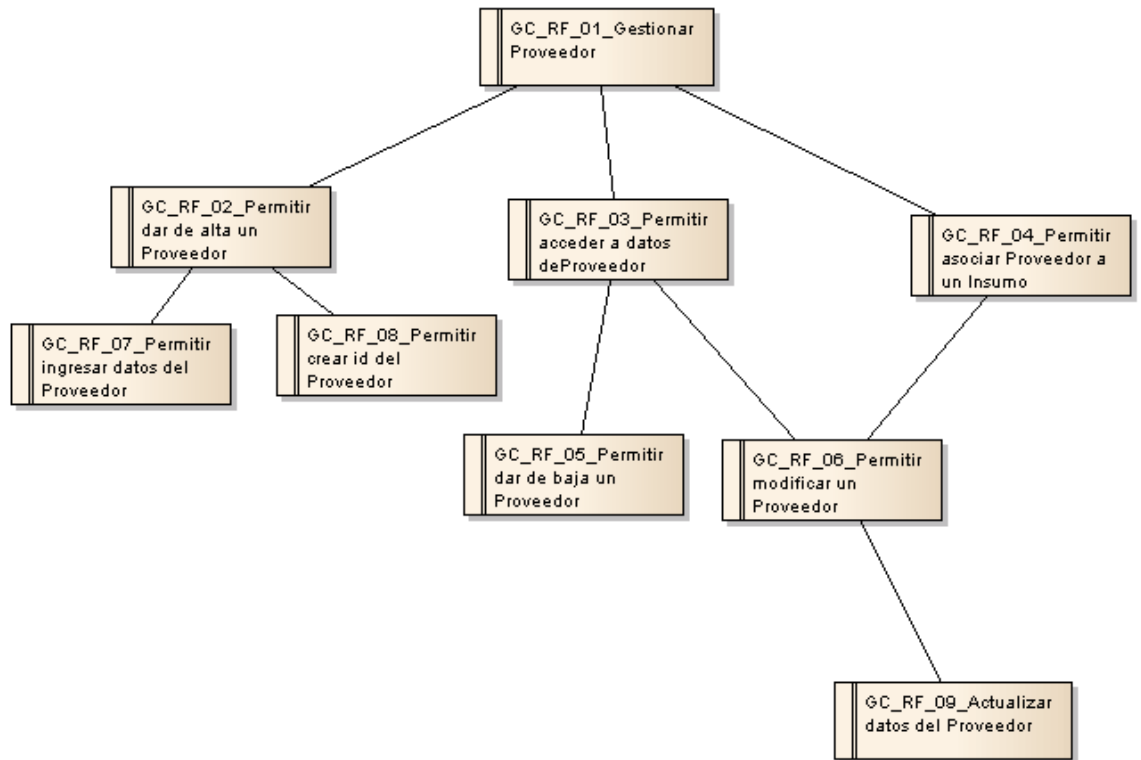 GC_RF_01_Gestionar
Proveedor
GC_RF_02_Permitir
dar de alta un
Proveedor
GC_RF_03_Permitir
acceder a datos
deProveedor
GC_RF_04_Permitir
asociar Proveedor a
un Insumo
GC_RF_07_Permitir
ingresar datos del
Proveedor
GC_RF_08_Permitir
crear id del
Proveedor
GC_RF_05_Permitir
dar de baja un
Proveedor
GC_RF_06_Permitir
modificar un
Proveedor
GC_RF_09_Actualizar
datos del Proveedor